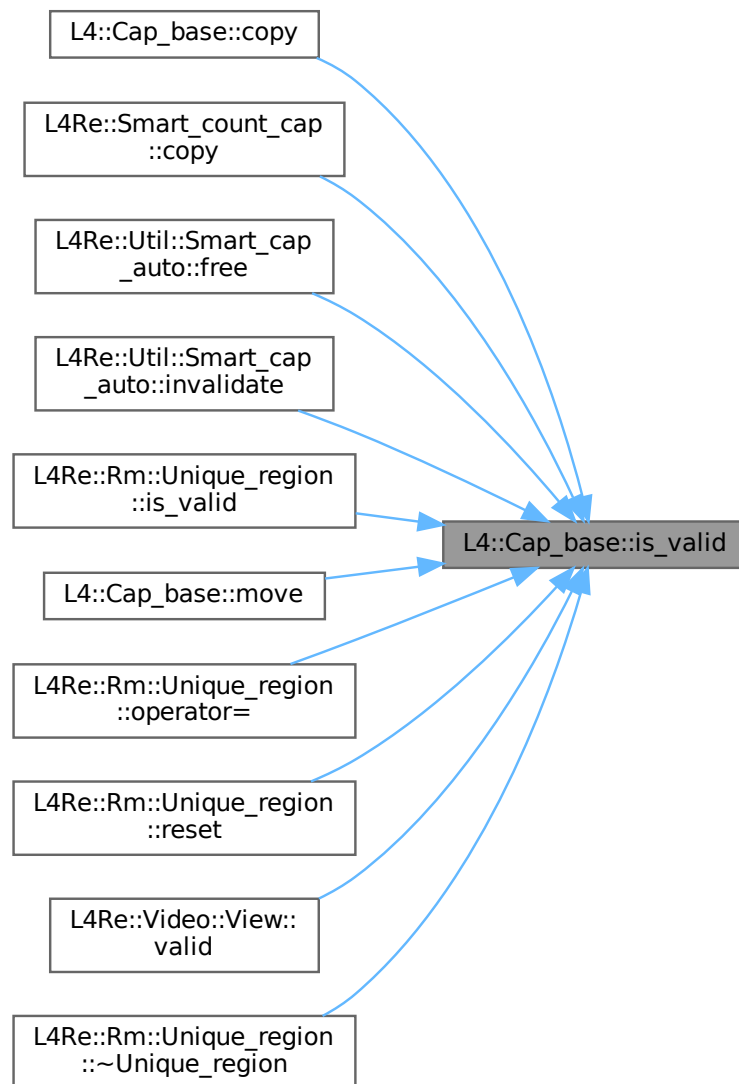 L4::Cap_base::copy
L4Re::Smart_count_cap
::copy
L4Re::Util::Smart_cap
_auto::free
L4Re::Util::Smart_cap
_auto::invalidate
L4Re::Rm::Unique_region
::is_valid
L4::Cap_base::is_valid
L4::Cap_base::move
L4Re::Rm::Unique_region
::operator=
L4Re::Rm::Unique_region
::reset
L4Re::Video::View::
valid
L4Re::Rm::Unique_region
::~Unique_region